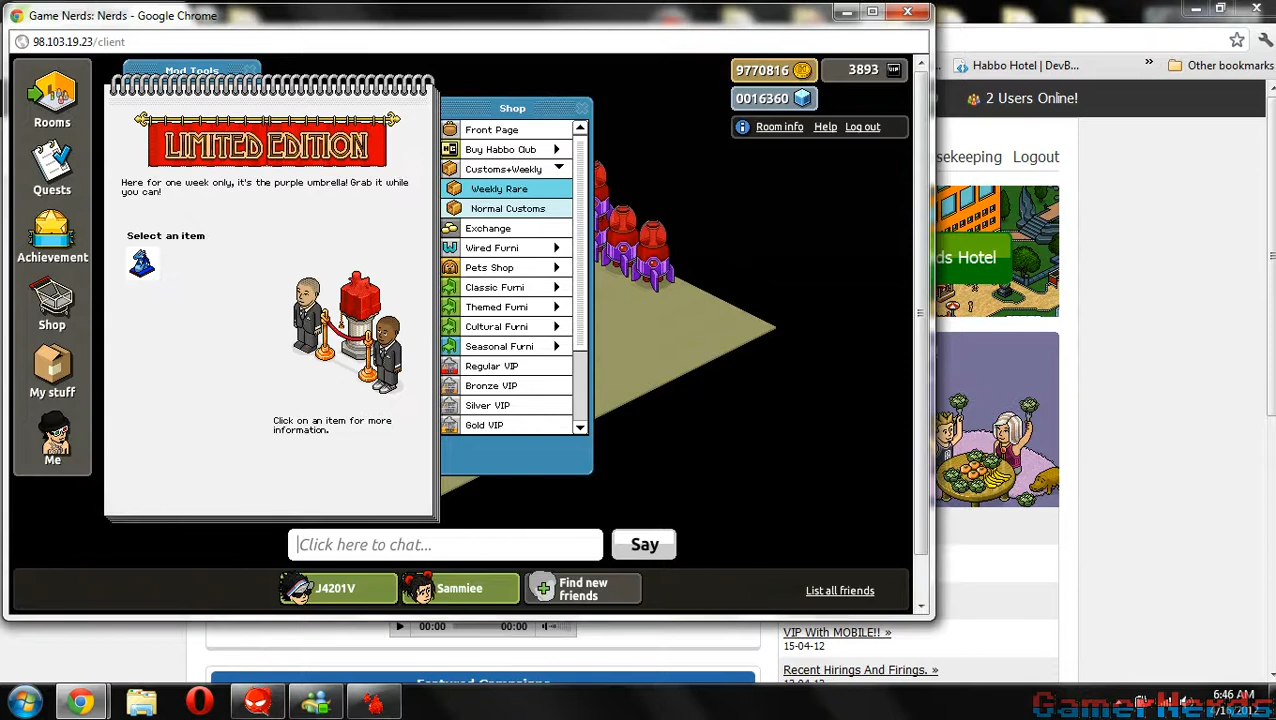 Game Nerds: Nerds - Google Chrome
98.103.19.23/client
Habbo Hotel | DevB...
»
Other bookmarks
2 Users Online!
Mod Tools
LIMITED EDITION
Here for one week only, it's the purple umbrella! Grab it while
you can!
Select an item
Click on an item for more
information.
Shop
Front Page
Buy Habbo Club
Customs+Weekly
Weekly Rare
Normal Customs
Wired Furni
Pets Shop
Classic Furni
Themed Furni
Cultural Furni
Seasonal Furni
Regular VIP
Bronze VIP
Silver VIP
Gold VIP
9770816
3893 VIP
0016360
Room info Help Log out
Rooms
Quests
My stuff
Me
ds Hotel
Click here to chat...
Say
J4201V
Sammiee
Find new
friends
List all friends
00:00 00:00
VIP With MOBILE!! »
15-04-12
Recent Hirings And Firings. »
6:46 AM
GamerNerds